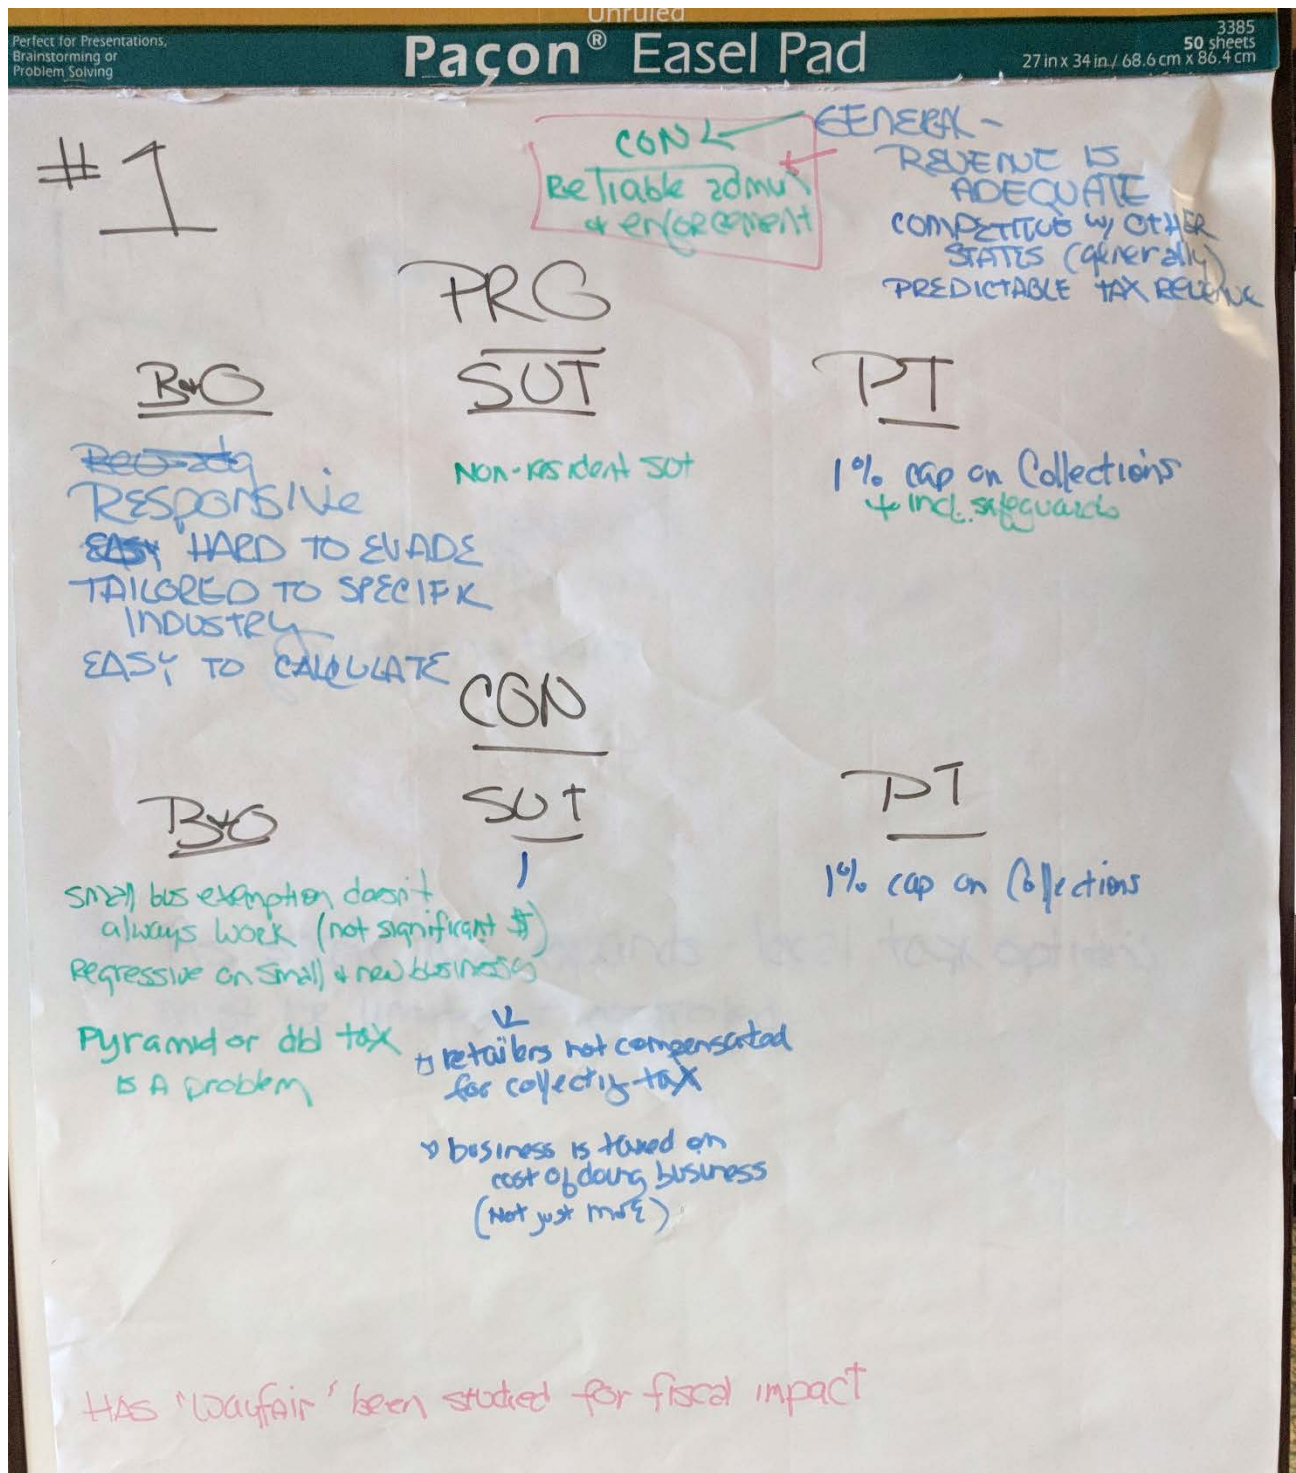 Unruled
Perfect for Presentations,
Brainstorming or
Problem Solving
Pacon® Easel Pad
3385
50 sheets
27 in x 34 in / 68.6 cm x 86.4 cm
#1
CON
Reliable admin
& enforcement
GENERAL -
REVENUE IS
ADEQUATE
COMPETITIVE W/ OTHER
STATES (generally)
PREDICTABLE TAX REVENUE
PRO
B+O
SUT
PT
RESPONSIVE
EASY HARD TO EVADE
TAILORED TO SPECIFIC
INDUSTRY
EASY TO CALCULATE
Non-resident SUT
1% cap on Collections
+ incl. safeguards
CON
B+O
SUT
PT
Small bus exemption doesn't
always work (not significant $)
Regressive on small + new business
Pyramid or dbl tax
is A problem
retailers not compensated
for collectig tax
business is taxed on
cost of doing business
(Not just more)
1% cap on Collections
HAS "Wayfair" been studied for fiscal impact